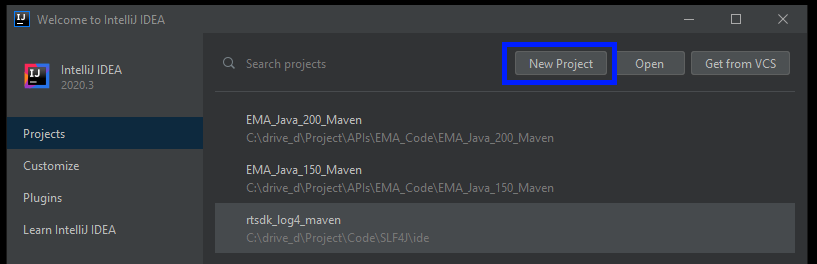 IJ Welcome to IntelliJ IDEA
IJ IntelliJ IDEA
2020.3
Projects
Customize
Plugins
Learn IntelliJ IDEA
Search projects New Project Open Get from VCS
EMA_Java_200_Maven
C:\drive_d\Project\APIs\EMA_Code\EMA_Java_200_Maven
EMA_Java_150_Maven
C:\drive_d\Project\APIs\EMA_Code\EMA_Java_150_Maven
rtsdk_log4_maven
C:\drive_d\Project\Code\SLF4J\ide